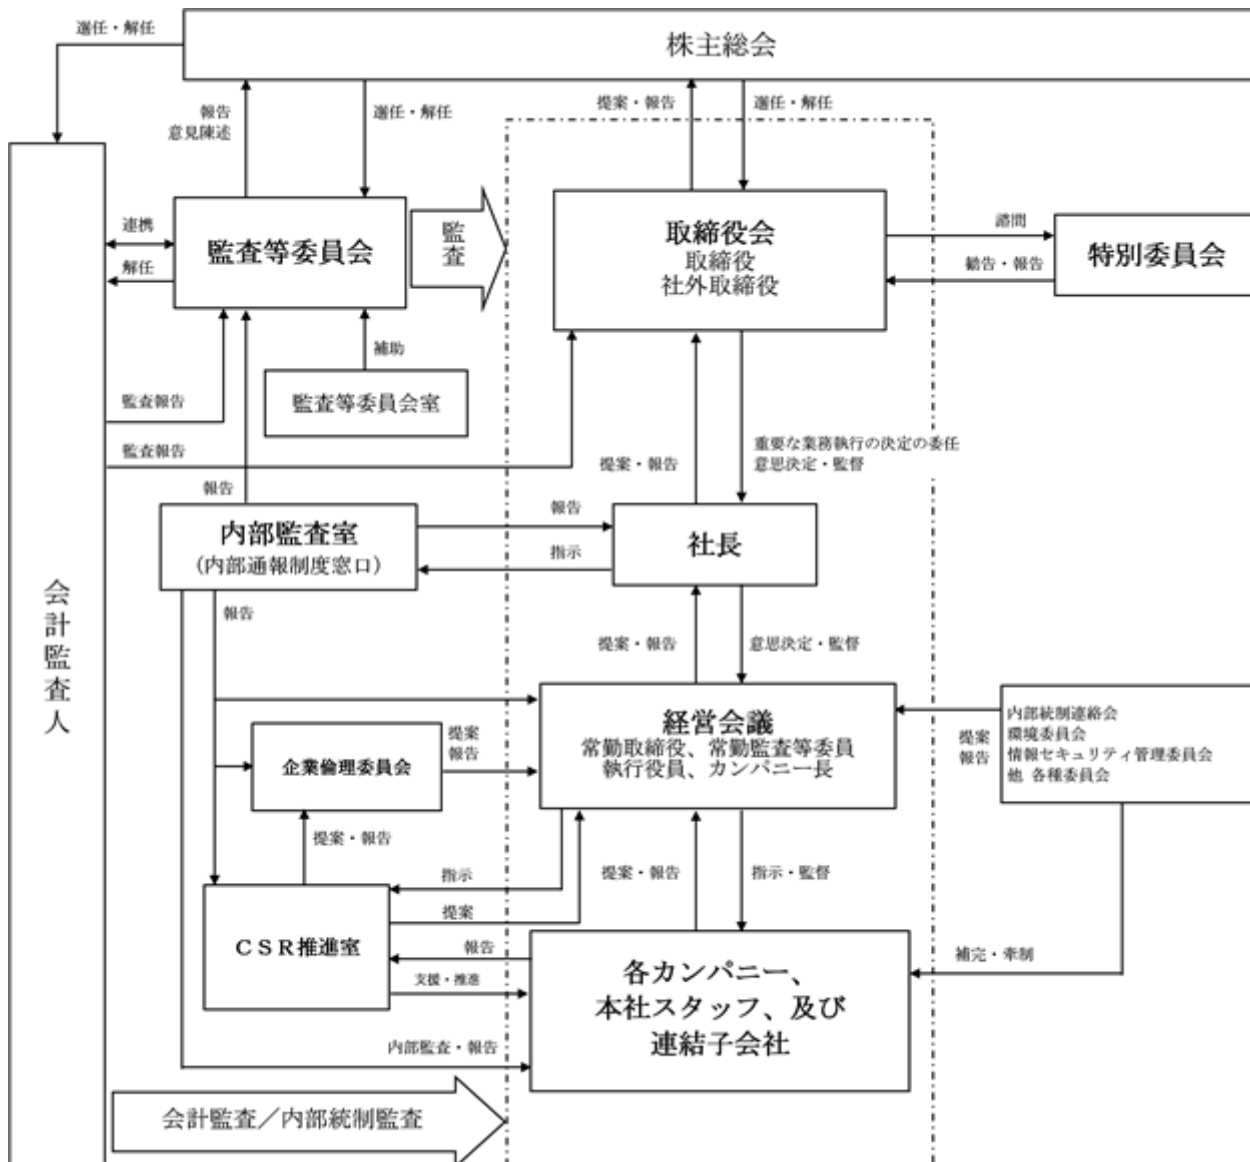 選任・解任
株主総会
報告
意見陳述
選任・解任
提案・報告
選任・解任
連携
解任
監査等委員会
監査
取締役会
取締役
社外取締役
諮問
勧告・報告
特別委員会
補助
監査等委員会室
監査報告
監査報告
提案・報告
重要な業務執行の決定の委任
意思決定・監督
報告
内部監査室
(内部通報制度窓口)
報告
指示
社長
会計監査人
報告
提案・報告
意思決定・監督
経営会議
常勤取締役、常勤監査等委員
執行役員、カンパニー長
提案
報告
企業倫理委員会
提案
報告
内部統制連絡会
環境委員会
情報セキュリティ管理委員会
他 各種委員会
提案・報告
指示
提案
提案・報告
指示・監督
CSR推進室
報告
支援・推進
各カンパニー、
本社スタッフ、及び
連結子会社
補完・牽制
内部監査・報告
会計監査／内部統制監査